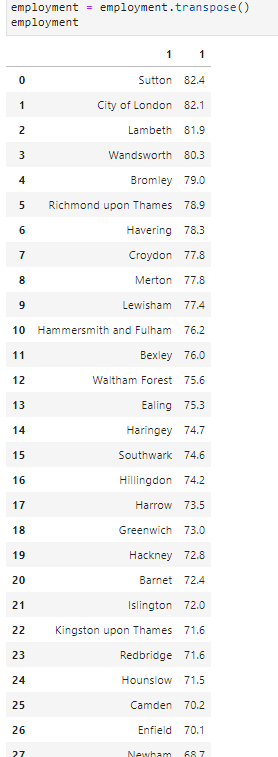 employment = employment.transpose()
employment
1 1
0 Sutton 82.4
1 City of London 82.1
2 Lambeth 81.9
3 Wandsworth 80.3
4 Bromley 79.0
5 Richmond upon Thames 78.9
6 Havering 78.3
7 Croydon 77.8
8 Merton 77.8
9 Lewisham 77.4
10 Hammersmith and Fulham 76.2
11 Bexley 76.0
12 Waltham Forest 75.6
13 Ealing 75.3
14 Haringey 74.7
15 Southwark 74.6
16 Hillingdon 74.2
17 Harrow 73.5
18 Greenwich 73.0
19 Hackney 72.8
20 Barnet 72.4
21 Islington 72.0
22 Kingston upon Thames 71.6
23 Redbridge 71.6
24 Hounslow 71.5
25 Camden 70.2
26 Enfield 70.1
27 Newham 68.7